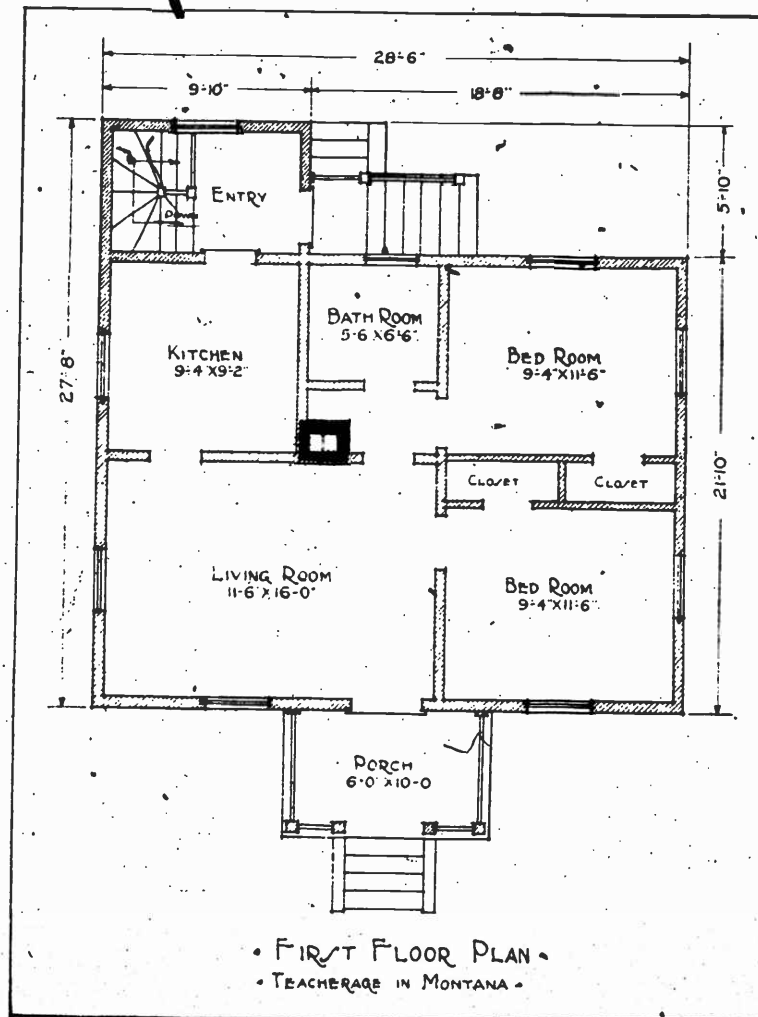 28'-6"
9'-10"
18'-8"
5'-10"
ENTRY
DOWN
27'-8"
BATH ROOM
5-6 X 6'-6"
KITCHEN
9'-4" X 9'-2"
BED ROOM
9'-4" X 11'-6"
21'-10"
CLOSET
CLOSET
LIVING ROOM
11-6" X 16-0"
BED ROOM
9'-4" X 11'-6"
PORCH
6'-0" X 10-0
• FIRST FLOOR PLAN •
• TEACHERAGE IN MONTANA •